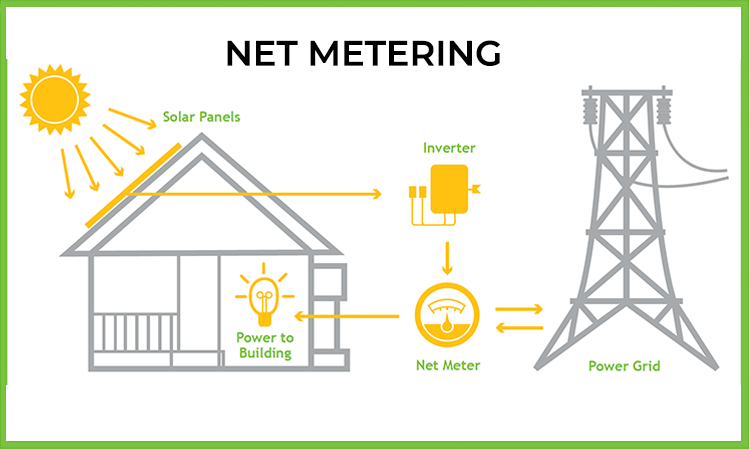 NET METERING
Solar Panels
Inverter
Power to
Building
Net Meter
Power Grid